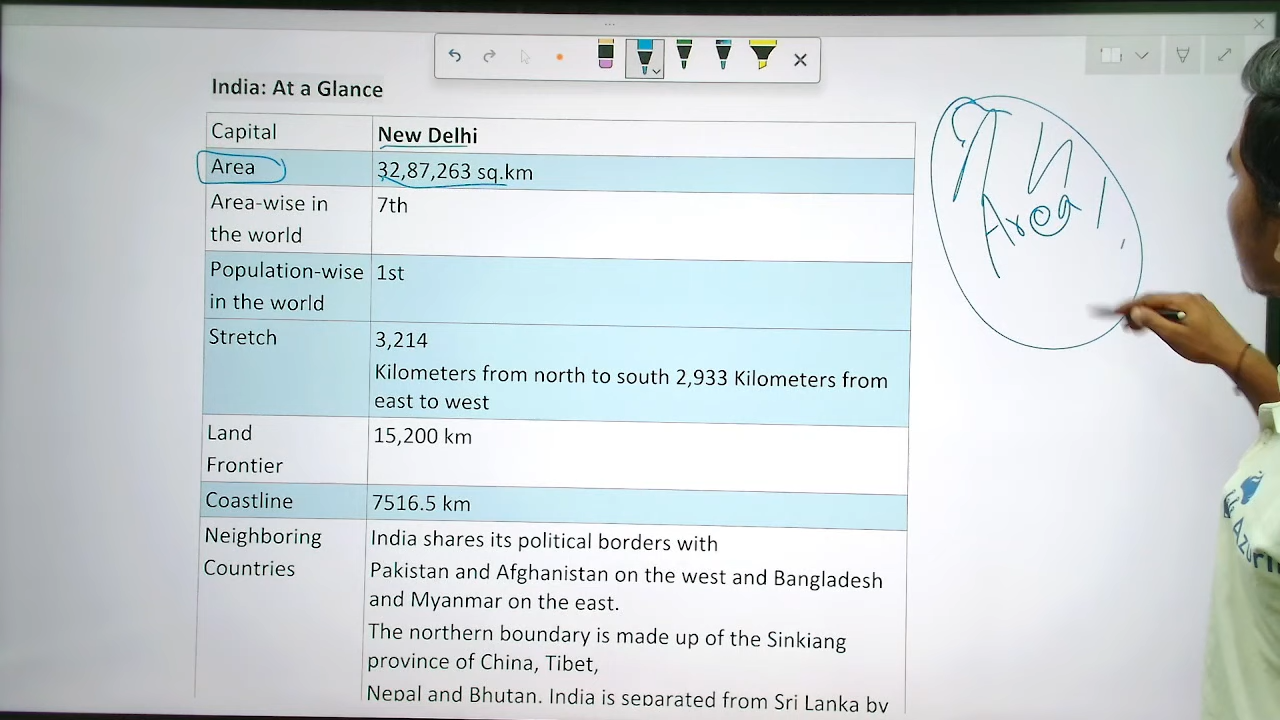 India: At a Glance
Capital
New Delhi
Area
32,87,263 sq.km
Area-wise in
the world
7th
Population-wise
in the world
1st
Stretch
3,214
Kilometers from north to south 2,933 Kilometers from
east to west
Land
Frontier
15,200 km
Coastline
7516.5 km
Neighboring
Countries
India shares its political borders with
Pakistan and Afghanistan on the west and Bangladesh
and Myanmar on the east.
The northern boundary is made up of the Sinkiang
province of China, Tibet,
Nepal and Bhutan. India is separated from Sri Lanka by
Area